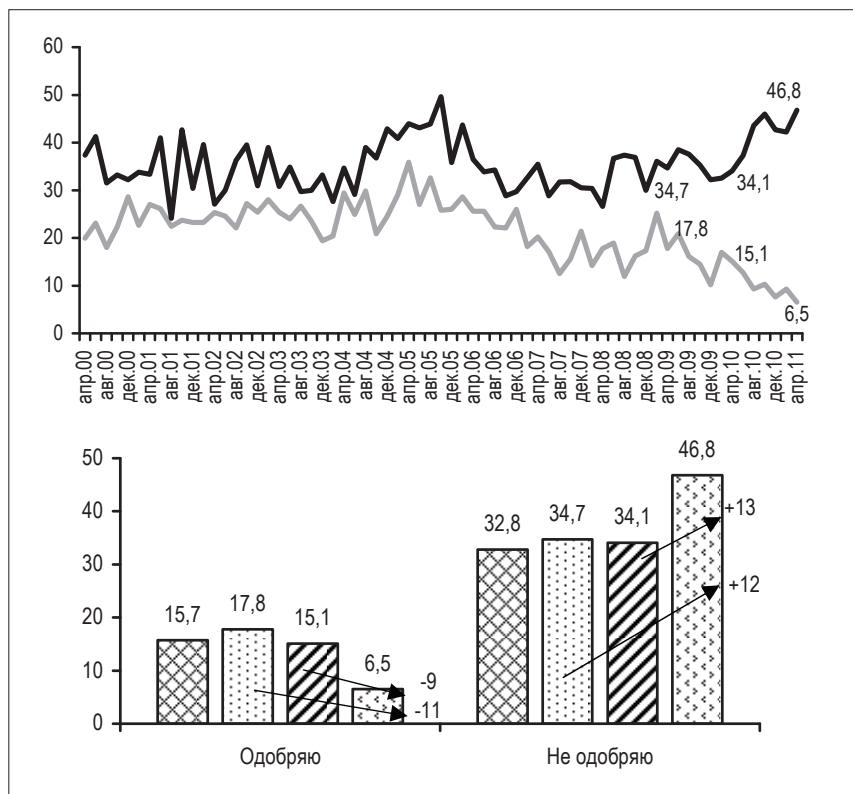 60
50
40
30
20
10
0
46,8
34,7
34,1
17,8
15,1
6,5
апр.00
авг.00
дек.00
апр.01
авг.01
дек.01
апр.02
авг.02
дек.02
апр.03
авг.03
дек.03
апр.04
авг.04
дек.04
апр.05
авг.05
дек.05
апр.06
авг.06
дек.06
апр.07
авг.07
дек.07
апр.08
авг.08
дек.08
апр.09
авг.09
дек.09
апр.10
авг.10
дек.10
апр.11
50
40
30
20
10
0
15,7
17,8
15,1
6,5
-9
-11
32,8
34,7
34,1
46,8
+13
+12
Одобряю
Не одобряю